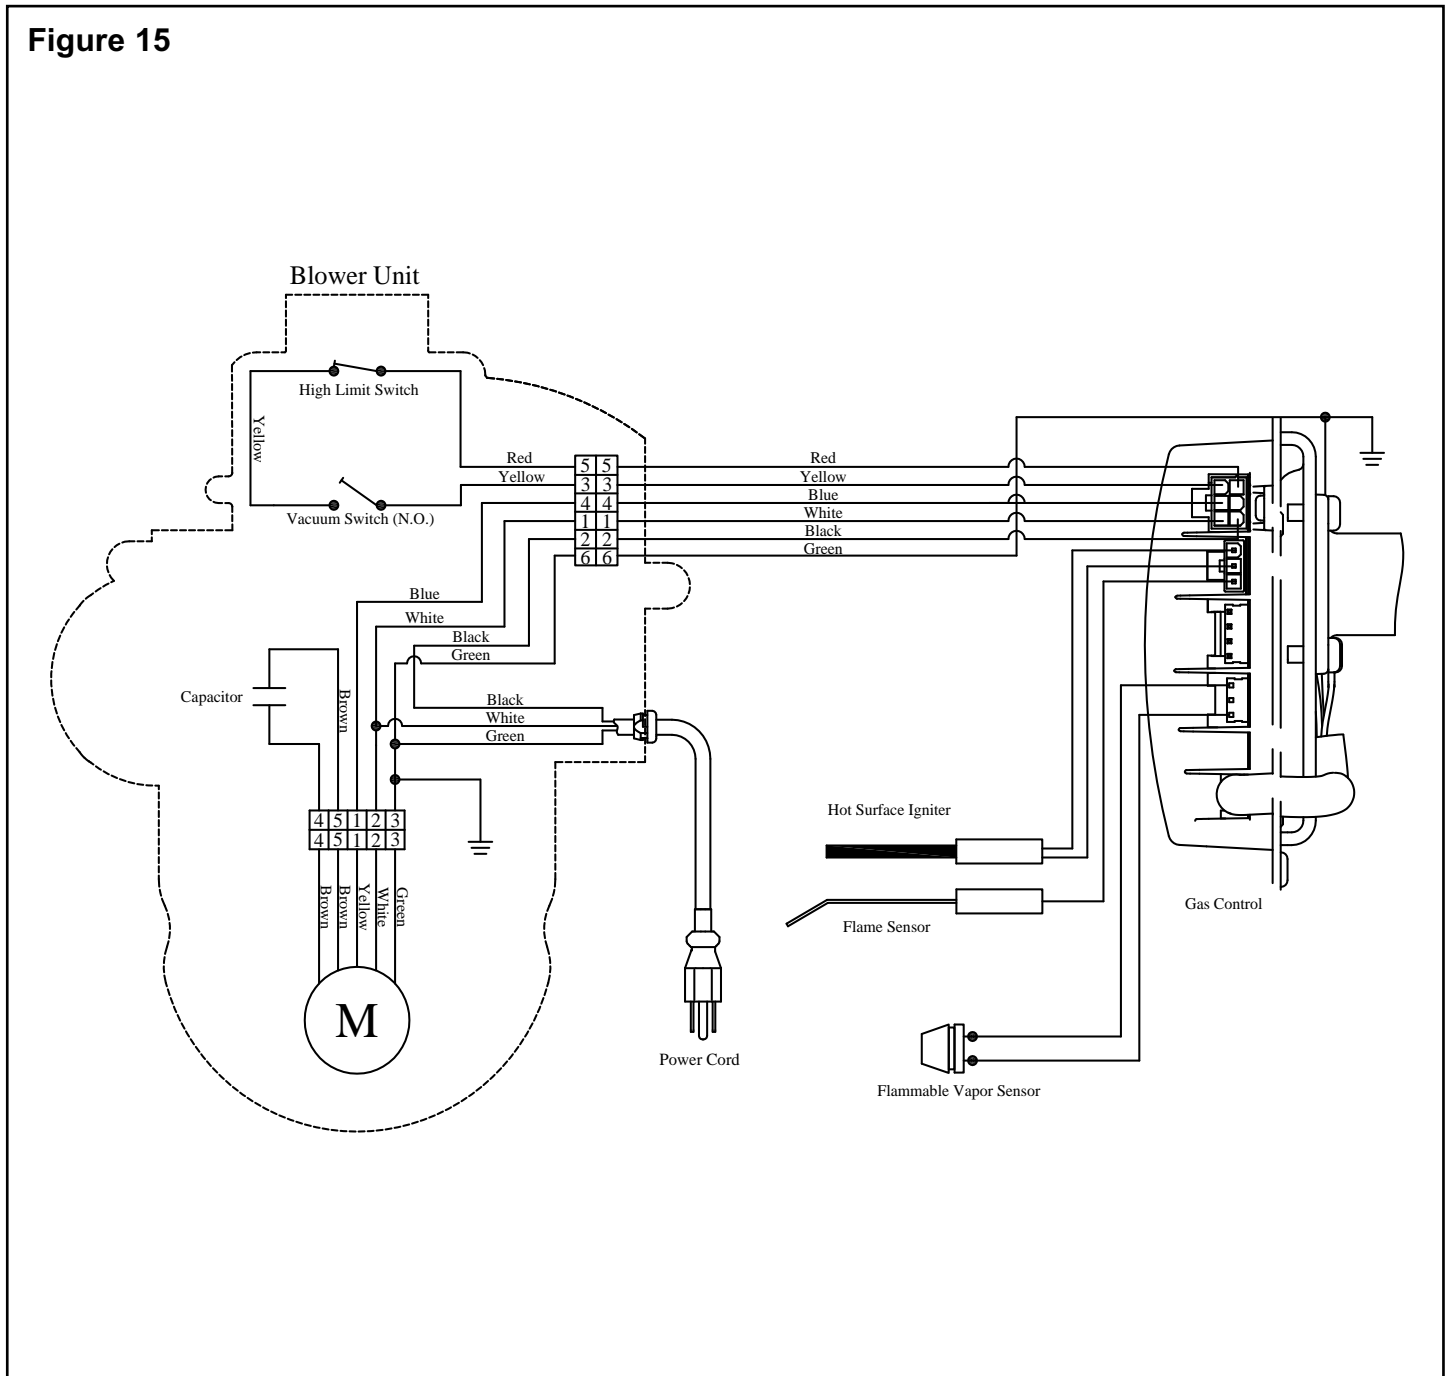 Figure 15
Blower Unit
High Limit Switch
Yellow
Vacuum Switch (N.O.)
Red
Yellow
5 5
3 3
4 4
1 1
2 2
6 6
Red
Yellow
Blue
White
Black
Green
Blue
White
Black
Green
Capacitor
Brown
Black
White
Green
4 5 1 2 3
4 5 1 2 3
Brown
Brown
Yellow
White
Green
M
Power Cord
Hot Surface Igniter
Flame Sensor
Gas Control
Flammable Vapor Sensor